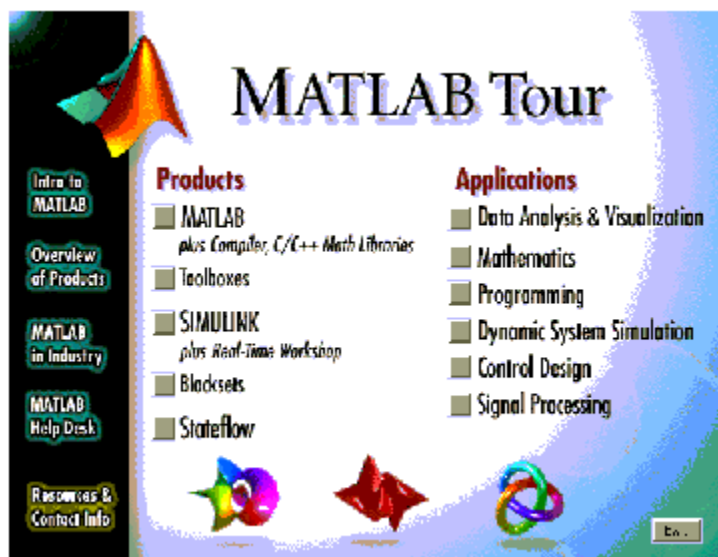 MATLAB Tour
Intro to
MATLAB
Overview
of Products
MATLAB
in Industry
MATLAB
Help Desk
Resources &
Contact Info
Products
MATLAB
plus Compiler, C/C++ Math Libraries
Toolboxes
SIMULINK
plus Real-Time Workshop
Blocksets
Stateflow
Applications
Data Analysis & Visualization
Mathematics
Programming
Dynamic System Simulation
Control Design
Signal Processing